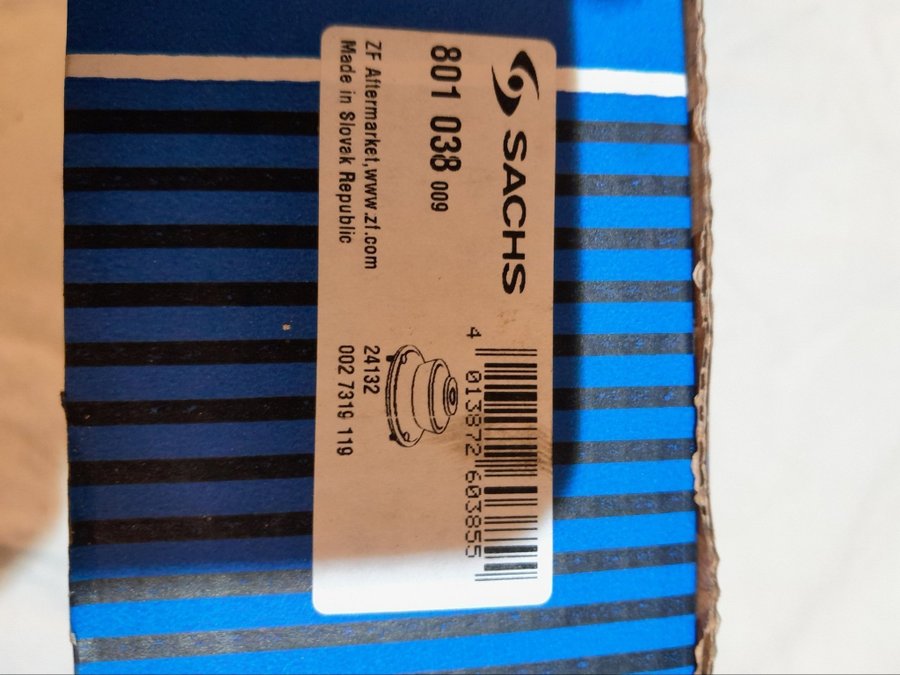 SACHS
801 038 009
ZF Aftermarket,www.zf.com
Made in Slovak Republic
4 013872 603855
24132
002 7319 119